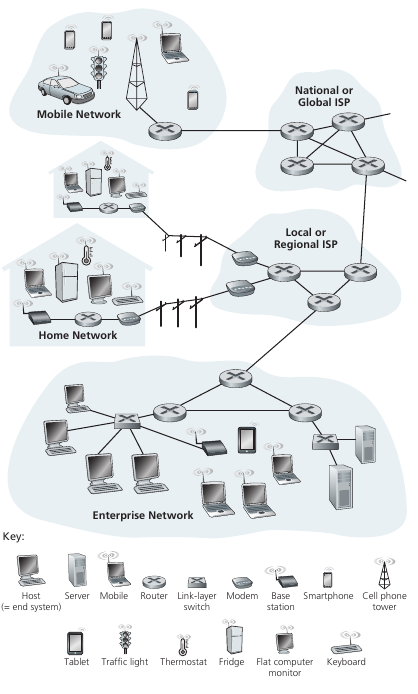 Mobile Network
National or
Global ISP
Local or
Regional ISP
Home Network
Enterprise Network
Key:
Host
(= end system)
Server
Mobile
Router
Link-layer
switch
Modem
Base
station
Smartphone
Cell phone
tower
Tablet
Traffic light
Thermostat
Fridge
Flat computer
monitor
Keyboard